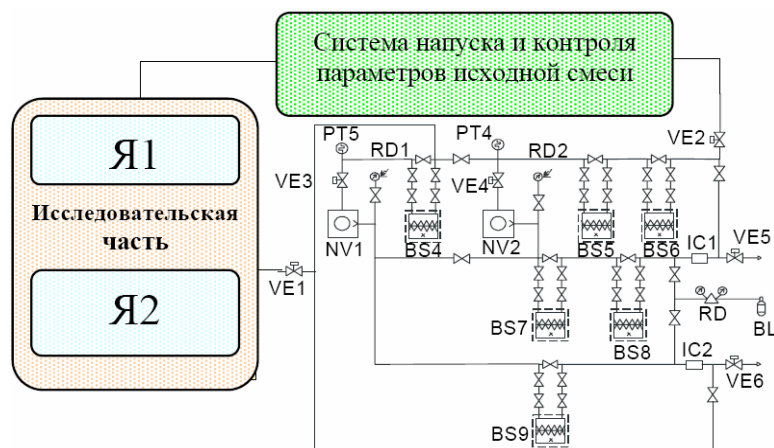 Система напуска и контроля
параметров исходной смеси
Я1
Исследовательская
часть
Я2
PT5
RD1
PT4
RD2
VE2
VE3
VE4
NV1
BS4
NV2
BS5
BS6
IC1
VE5
VE1
BS7
BS8
RD
BL
IC2
VE6
BS9